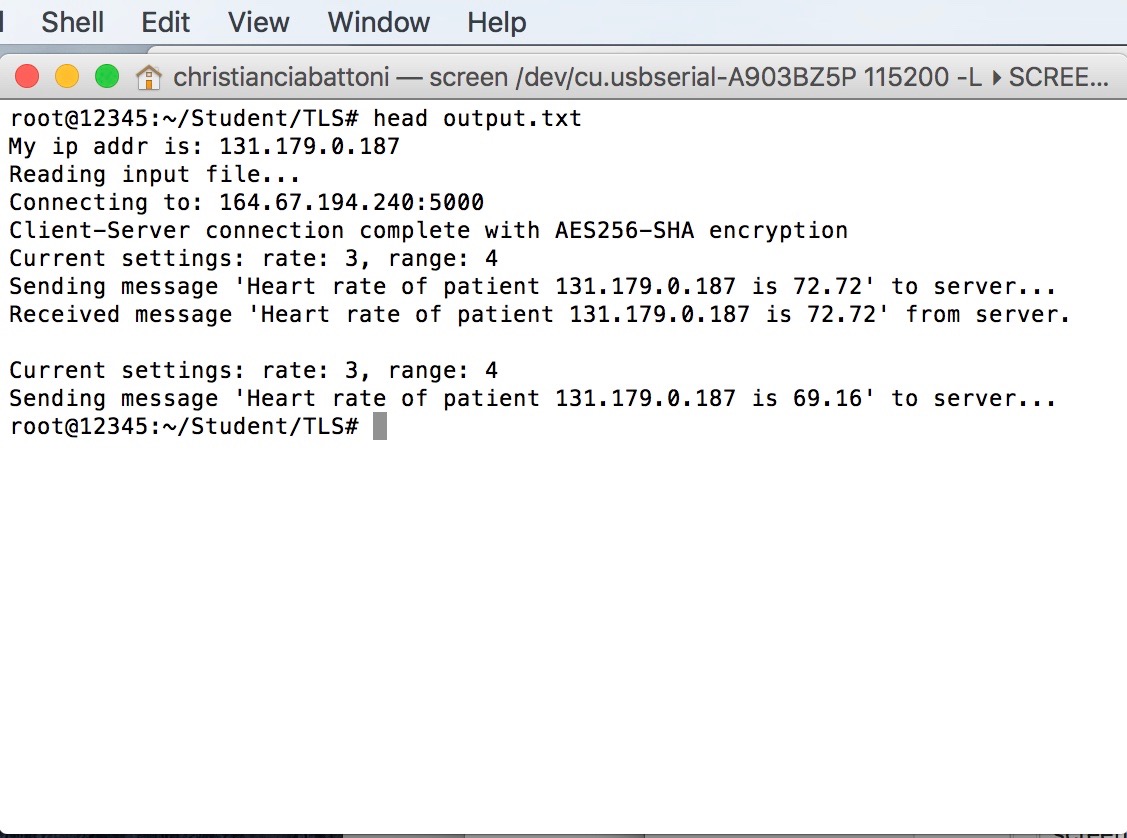 Shell Edit View Window Help
christianciabattoni — screen /dev/cu.usbserial-A903BZ5P 115200 -L ▸ SCREE...
root@12345:~/Student/TLS# head output.txt
My ip addr is: 131.179.0.187
Reading input file...
Connecting to: 164.67.194.240:5000
Client-Server connection complete with AES256-SHA encryption
Current settings: rate: 3, range: 4
Sending message 'Heart rate of patient 131.179.0.187 is 72.72' to server...
Received message 'Heart rate of patient 131.179.0.187 is 72.72' from server.
Current settings: rate: 3, range: 4
Sending message 'Heart rate of patient 131.179.0.187 is 69.16' to server...
root@12345:~/Student/TLS#